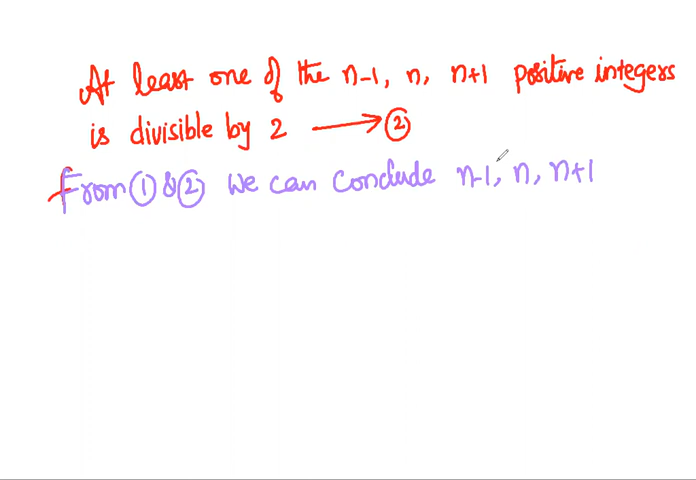 At least one of the n-1, n, n+1 positive integers
is divisible by 2 ⟶ ②
From ① & ② we can conclude n-1, n, n+1